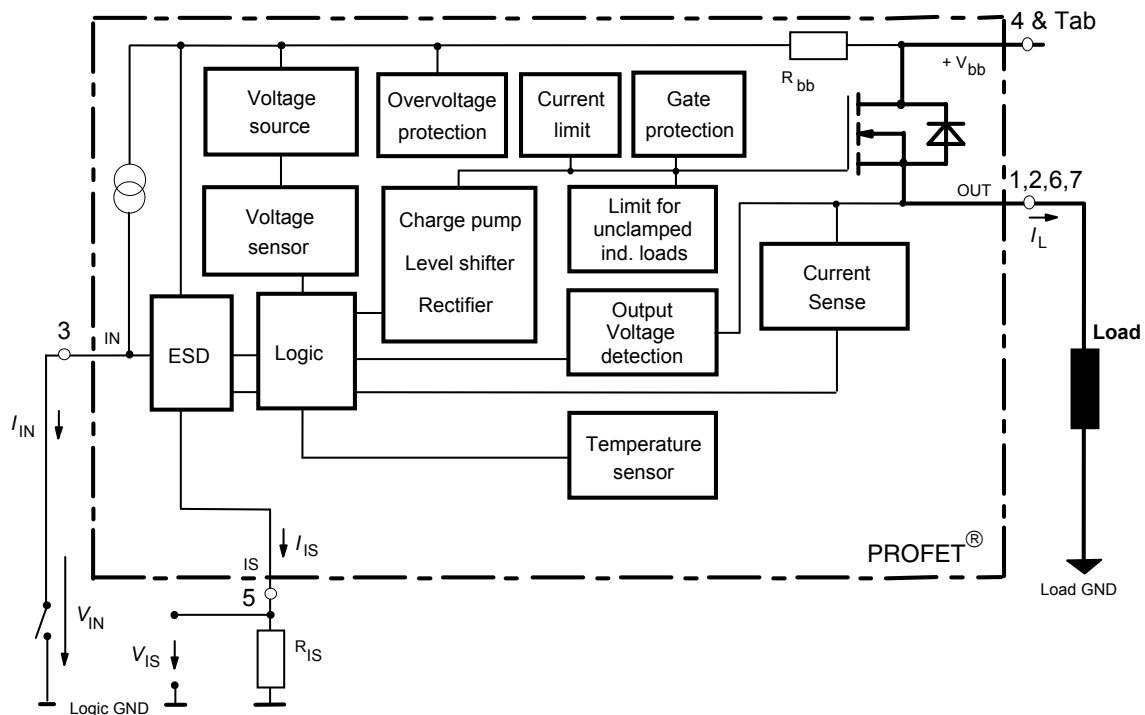 4 & Tab
R bb
+ V bb
Voltage
source
Overvoltage
protection
Current
limit
Gate
protection
Voltage
sensor
Charge pump
Level shifter
Rectifier
Limit for
unclamped
ind. loads
OUT
1,2,6,7
I L
Current
Sense
Output
Voltage
detection
3
IN
ESD
Logic
Load
I IN
Temperature
sensor
I IS
PROFET®
IS
5
Load GND
V IN
V IS
R IS
Logic GND